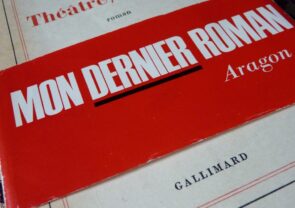 Théâtre/
roman
MON DERNIER ROMAN
Aragon
GALLIMARD